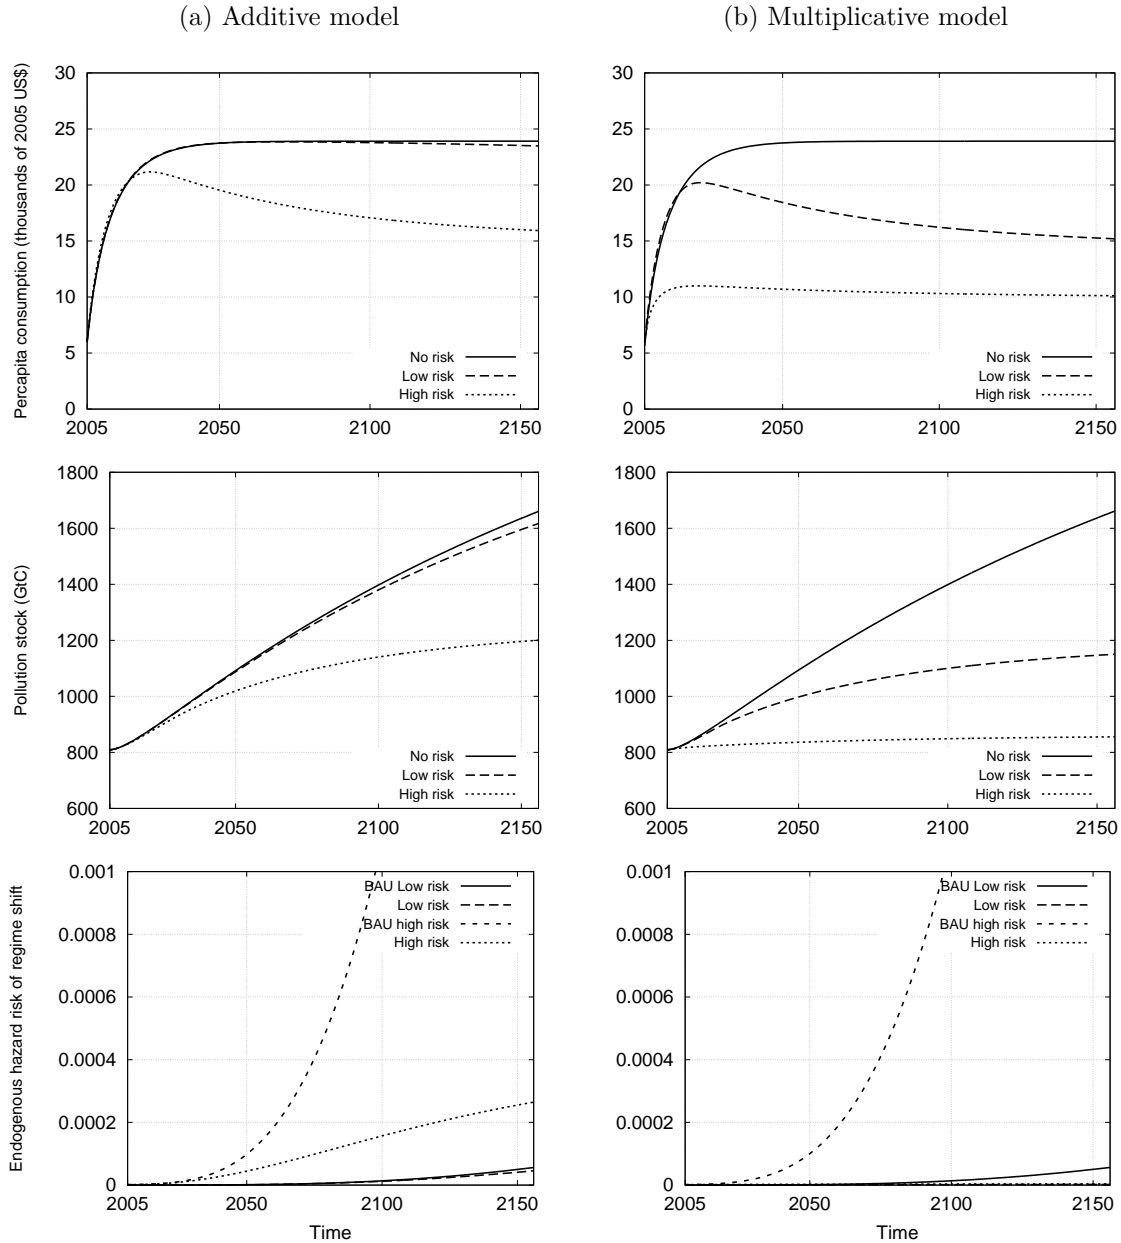 (a) Additive model
(b) Multiplicative model
Percapita consumption (thousands of 2005 US$)
30
25
20
15
10
5
0
2005 2050 2100 2150
No risk
Low risk
High risk
30
25
20
15
10
5
0
2005 2050 2100 2150
No risk
Low risk
High risk
Pollution stock (GtC)
1800
1600
1400
1200
1000
800
600
2005 2050 2100 2150
No risk
Low risk
High risk
1800
1600
1400
1200
1000
800
600
2005 2050 2100 2150
No risk
Low risk
High risk
Endogenous hazard risk of regime shift
0.001
0.0008
0.0006
0.0004
0.0002
0
2005 2050 2100 2150
Time
BAU Low risk
Low risk
BAU high risk
High risk
0.001
0.0008
0.0006
0.0004
0.0002
0
2005 2050 2100 2150
Time
BAU Low risk
Low risk
BAU high risk
High risk